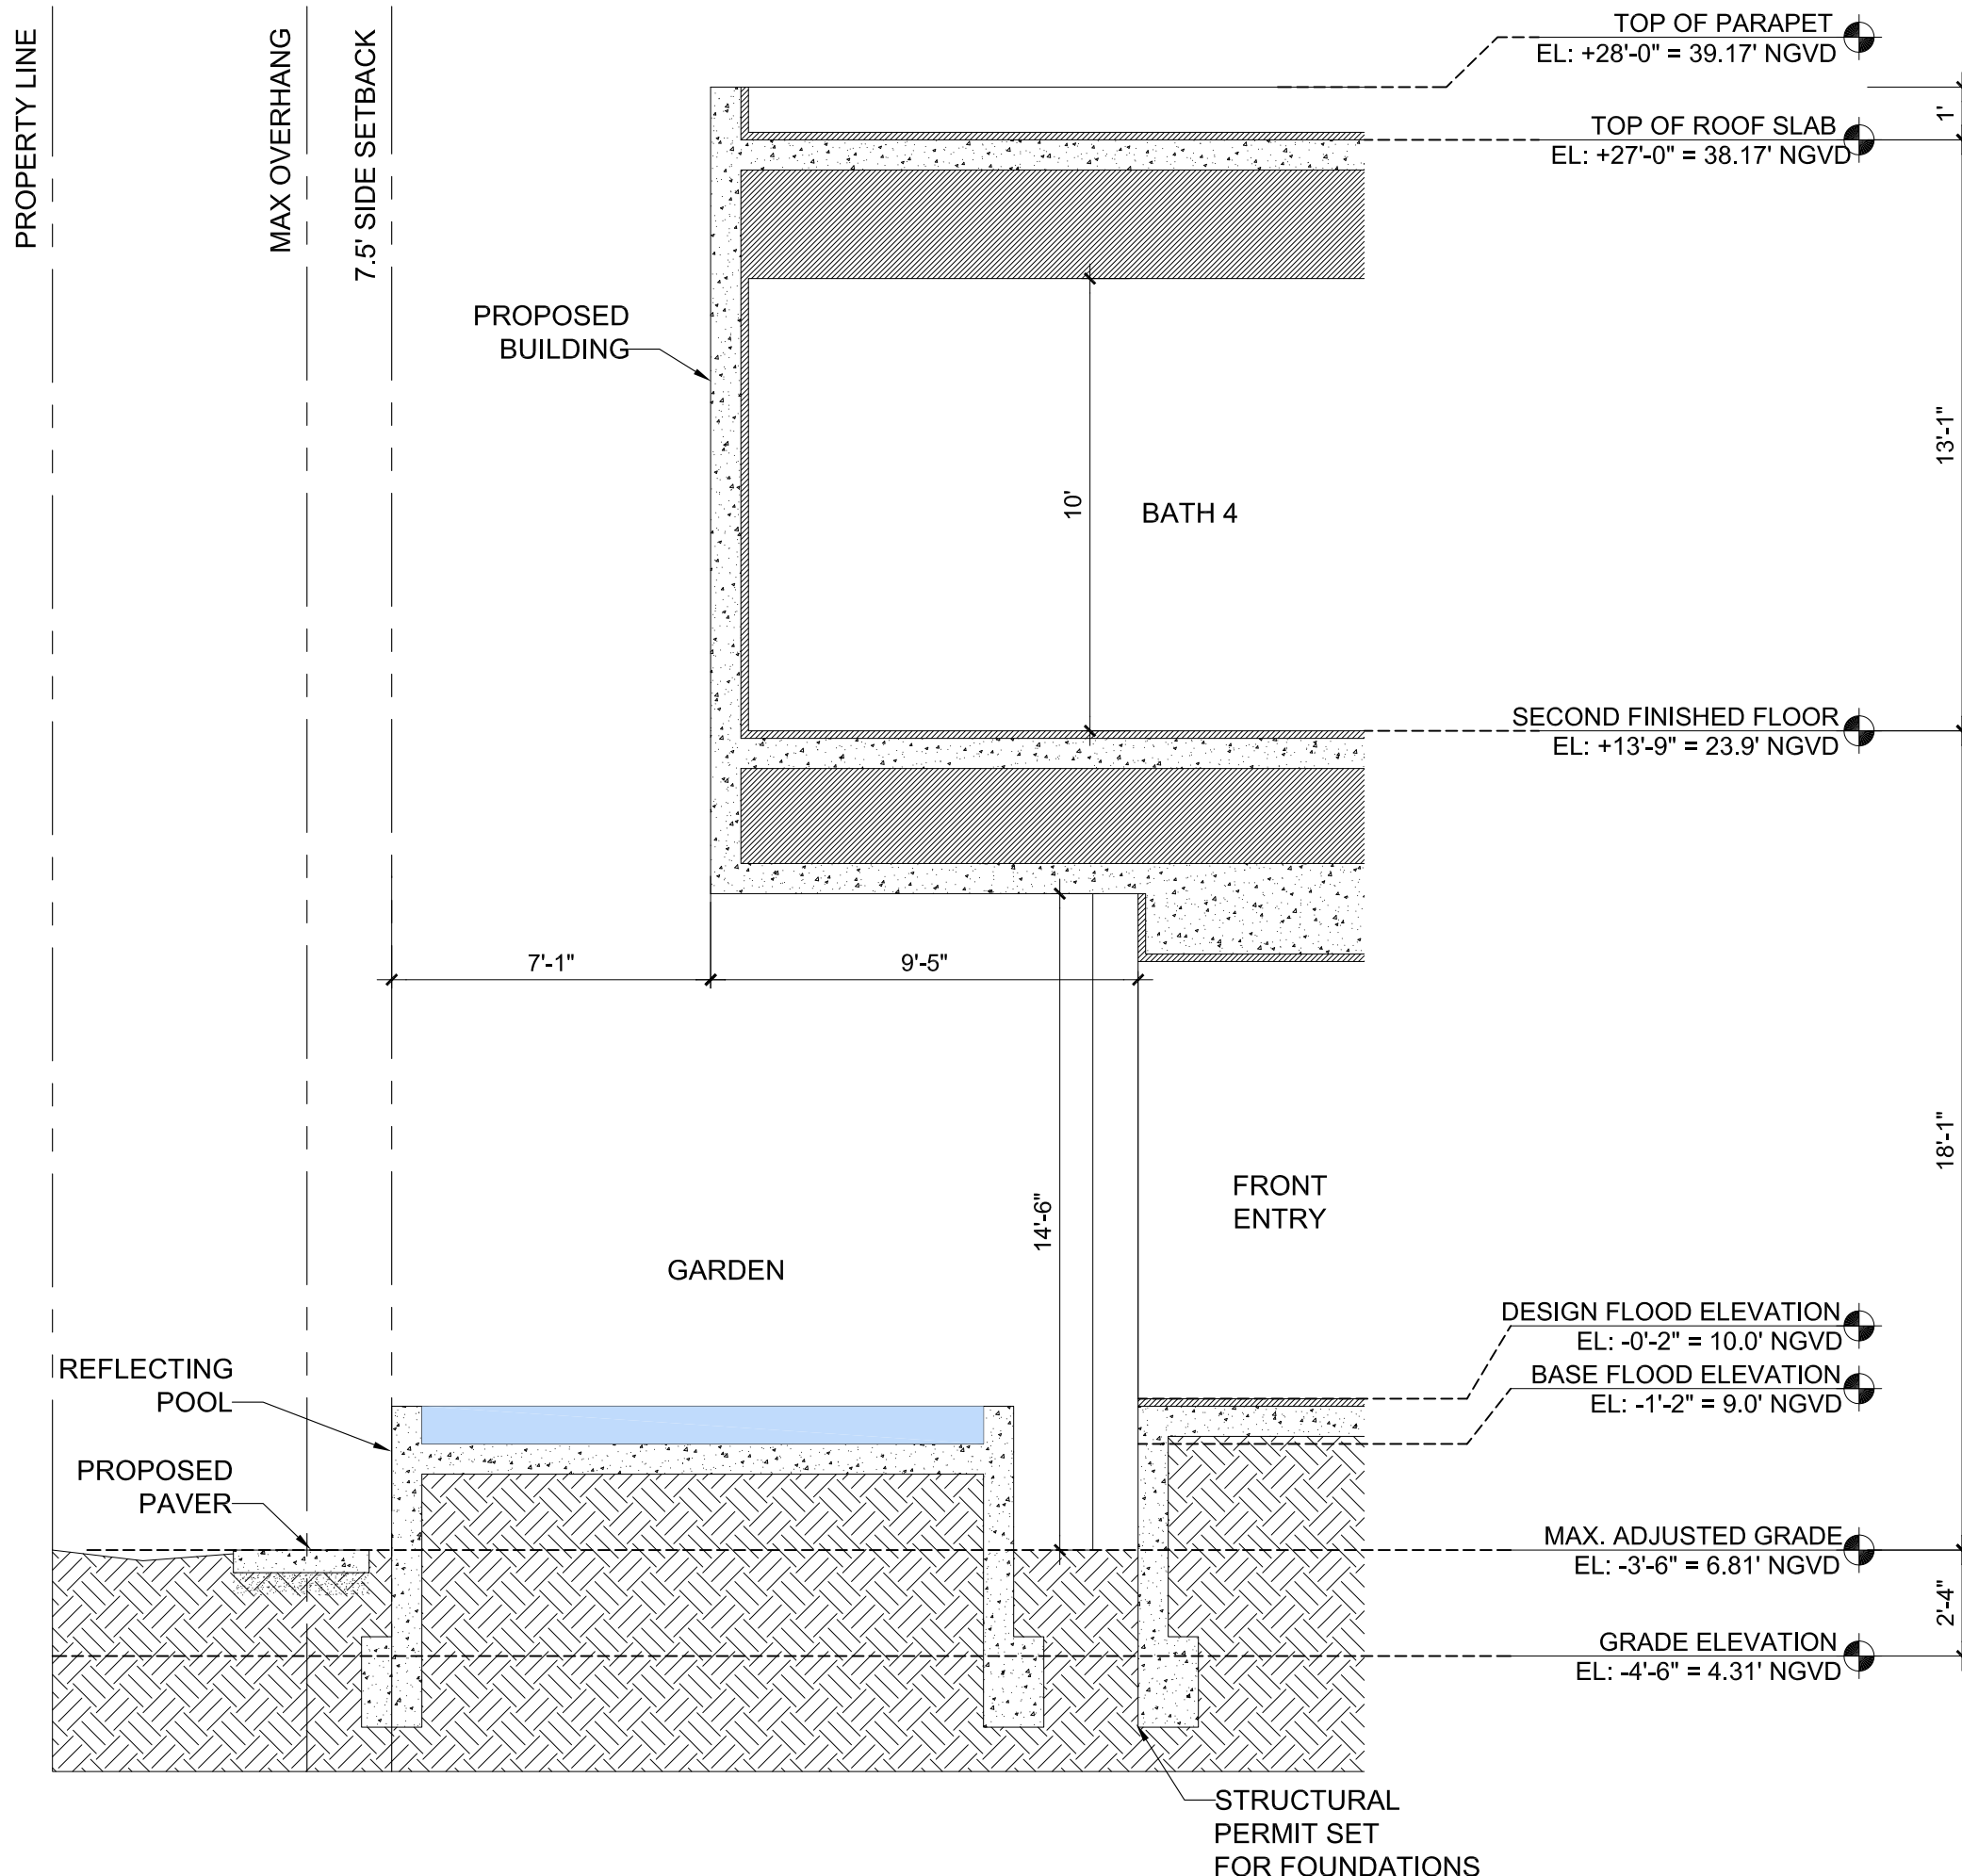 PROPERTY LINE
MAX OVERHANG
7.5' SIDE SETBACK
TOP OF PARAPET
EL: +28'-0" = 39.17' NGVD
1'
TOP OF ROOF SLAB
EL: +27'-0" = 38.17' NGVD
PROPOSED
BUILDING
13'-1"
10'
BATH 4
SECOND FINISHED FLOOR
EL: +13'-9" = 23.9' NGVD
7'-1"
9'-5"
18'-1"
14'-6"
FRONT
ENTRY
GARDEN
DESIGN FLOOD ELEVATION
EL: -0'-2" = 10.0' NGVD
BASE FLOOD ELEVATION
EL: -1'-2" = 9.0' NGVD
REFLECTING
POOL
PROPOSED
PAVER
MAX. ADJUSTED GRADE
EL: -3'-6" = 6.81' NGVD
2'-4"
GRADE ELEVATION
EL: -4'-6" = 4.31' NGVD
STRUCTURAL
PERMIT SET
FOR FOUNDATIONS